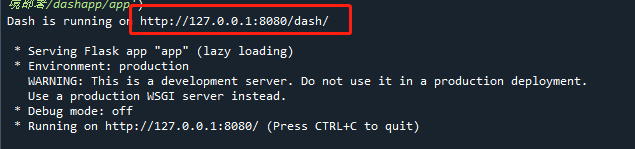 境部署/dashapp/app')
Dash is running on http://127.0.0.1:8080/dash/
* Serving Flask app "app" (lazy loading)
* Environment: production
WARNING: This is a development server. Do not use it in a production deployment.
Use a production WSGI server instead.
* Debug mode: off
* Running on http://127.0.0.1:8080/ (Press CTRL+C to quit)